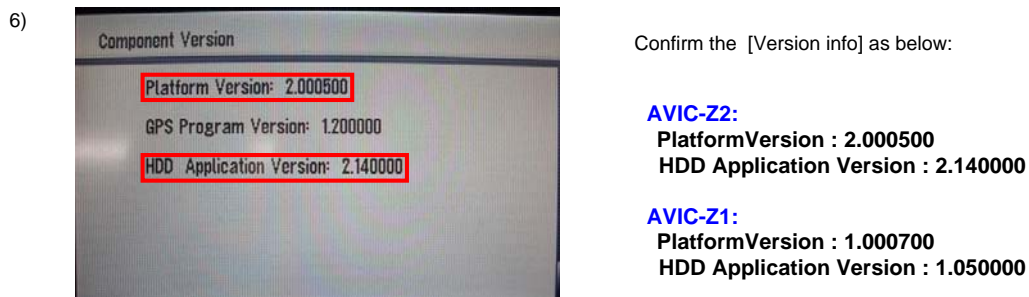 6)
Component Version
Platform Version: 2.000500
GPS Program Version: 1.200000
HDD Application Version: 2.140000
Confirm the [Version info] as below:
AVIC-Z2:
PlatformVersion : 2.000500
HDD Application Version : 2.140000
AVIC-Z1:
PlatformVersion : 1.000700
HDD Application Version : 1.050000